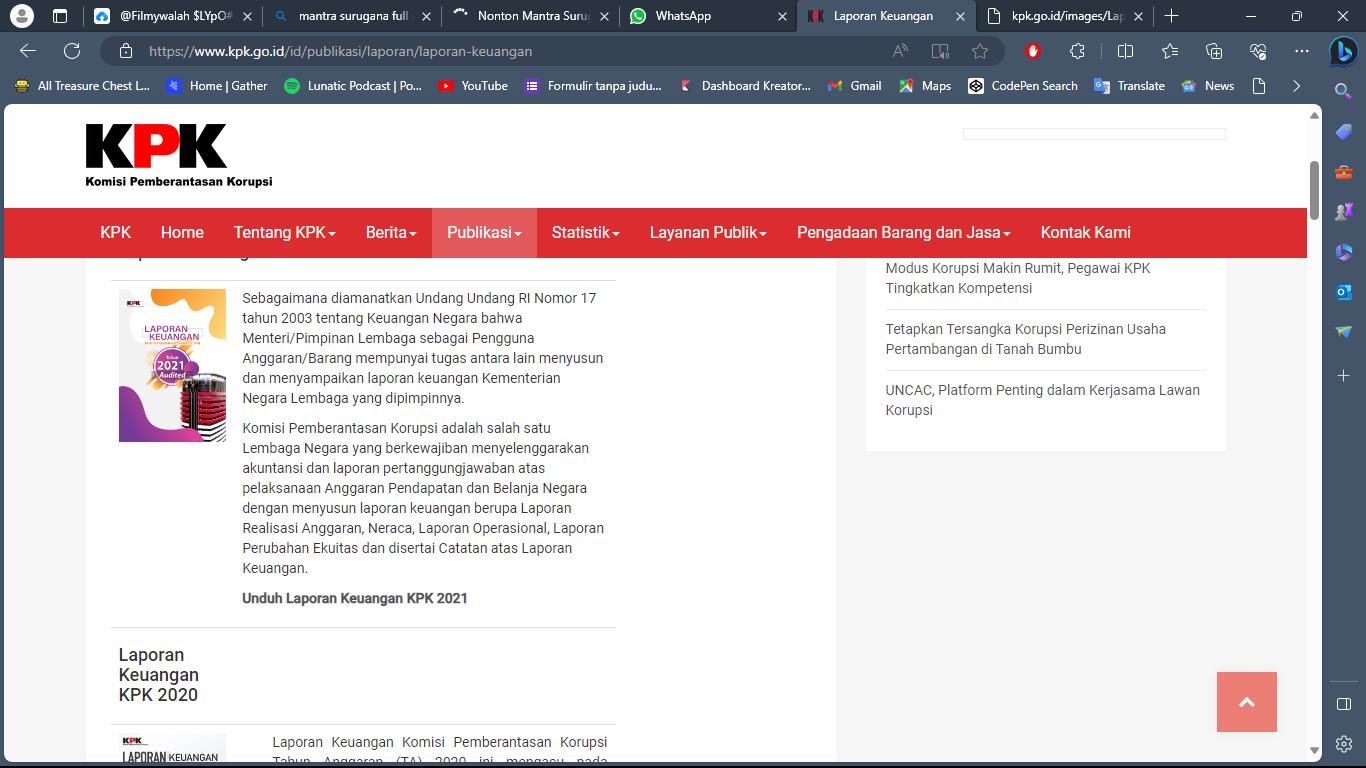 @Filmywalah $LYpO#
mantra surugana full
Nonton Mantra Suru
WhatsApp
Laporan Keuangan
kpk.go.id/images/Lap
https://www.kpk.go.id/id/publikasi/laporan/laporan-keuangan
All Treasure Chest L...
Home | Gather
Lunatic Podcast | Po...
YouTube
Formulir tanpa judu...
Dashboard Kreator...
Gmail
Maps
CodePen Search
Translate
News
KPK
Komisi Pemberantasan Korupsi
KPK
Home
Tentang KPK
Berita
Publikasi
Statistik
Layanan Publik
Pengadaan Barang dan Jasa
Kontak Kami
KPK
LAPORAN
KEUANGAN
Tahun
2021
Audited
Sebagaimana diamanatkan Undang Undang RI Nomor 17
tahun 2003 tentang Keuangan Negara bahwa
Menteri/Pimpinan Lembaga sebagai Pengguna
Anggaran/Barang mempunyai tugas antara lain menyusun
dan menyampaikan laporan keuangan Kementerian
Negara Lembaga yang dipimpinnya.
Komisi Pemberantasan Korupsi adalah salah satu
Lembaga Negara yang berkewajiban menyelenggarakan
akuntansi dan laporan pertanggungjawaban atas
pelaksanaan Anggaran Pendapatan dan Belanja Negara
dengan menyusun laporan keuangan berupa Laporan
Realisasi Anggaran, Neraca, Laporan Operasional, Laporan
Perubahan Ekuitas dan disertai Catatan atas Laporan
Keuangan.
Unduh Laporan Keuangan KPK 2021
Laporan
Keuangan
KPK 2020
KPK
LAPORAN KEUANGAN
Laporan Keuangan Komisi Pemberantasan Korupsi
Tahun Anggaran (TA) 2020 ini mengacu pada
Modus Korupsi Makin Rumit, Pegawai KPK
Tingkatkan Kompetensi
Tetapkan Tersangka Korupsi Perizinan Usaha
Pertambangan di Tanah Bumbu
UNCAC, Platform Penting dalam Kerjasama Lawan
Korupsi